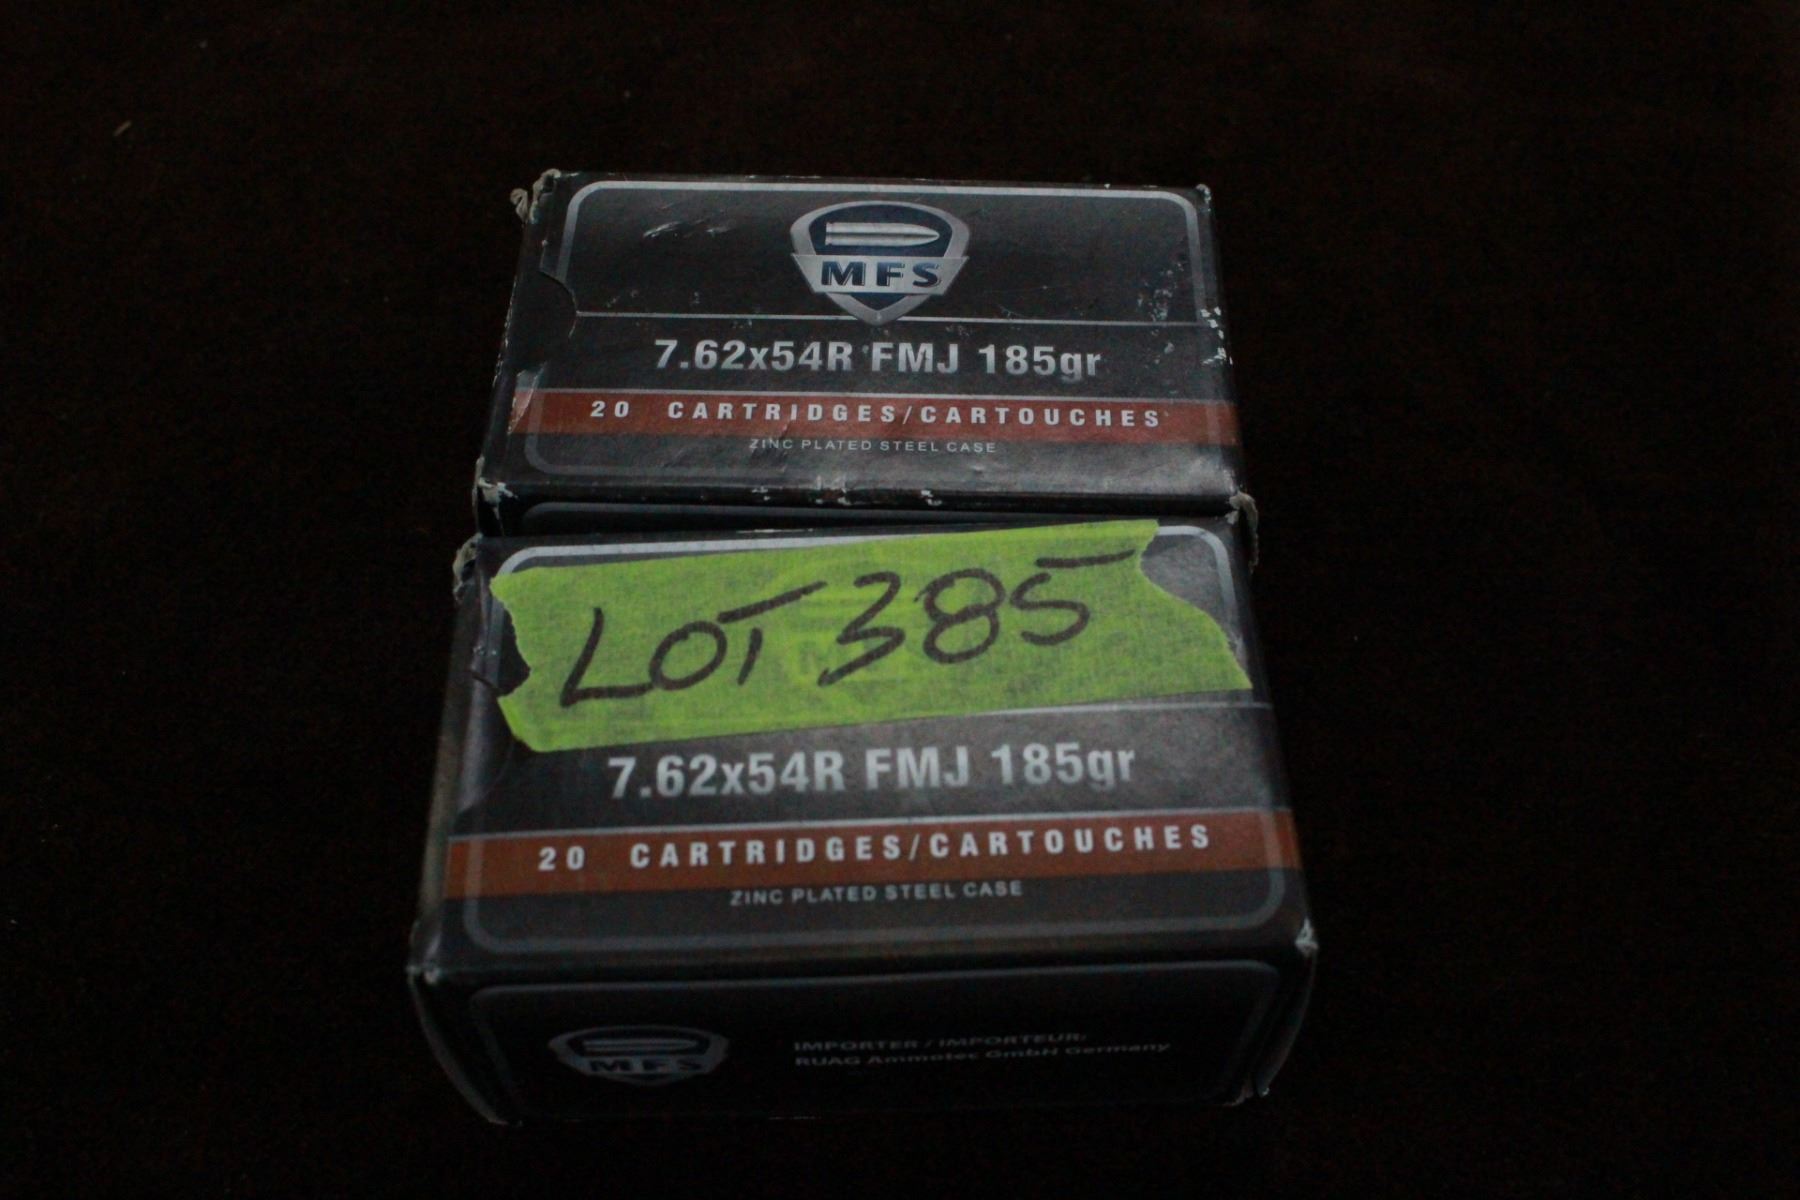 MFS
7.62x54R FMJ 185gr
20 CARTRIDGES/CARTOUCHES
ZINC PLATED STEEL CASE
LOT 385
7.62x54R FMJ 185gr
20 CARTRIDGES/CARTOUCHES
ZINC PLATED STEEL CASE
MFS
IMPORTER / IMPORTEUR:
RUAG Ammotec GmbH Germany